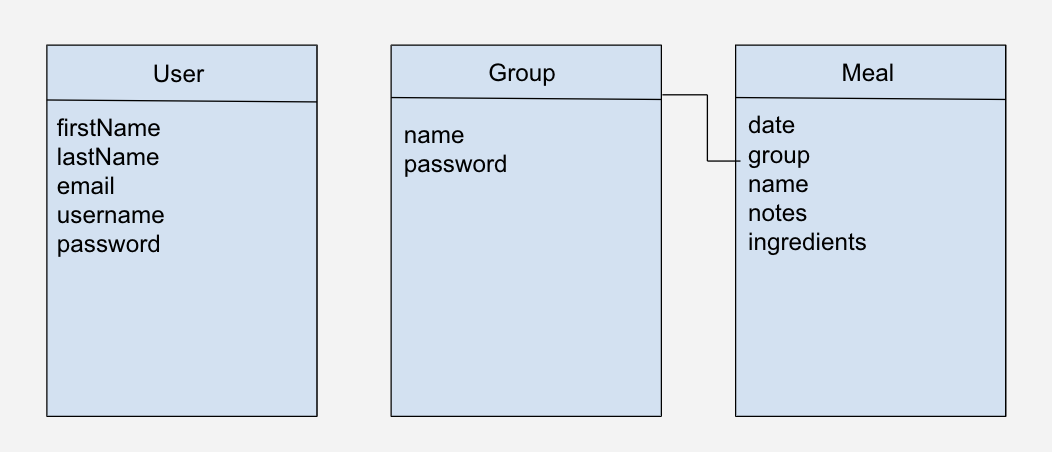 User
firstName
lastName
email
username
password
Group
name
password
Meal
date
group
name
notes
ingredients